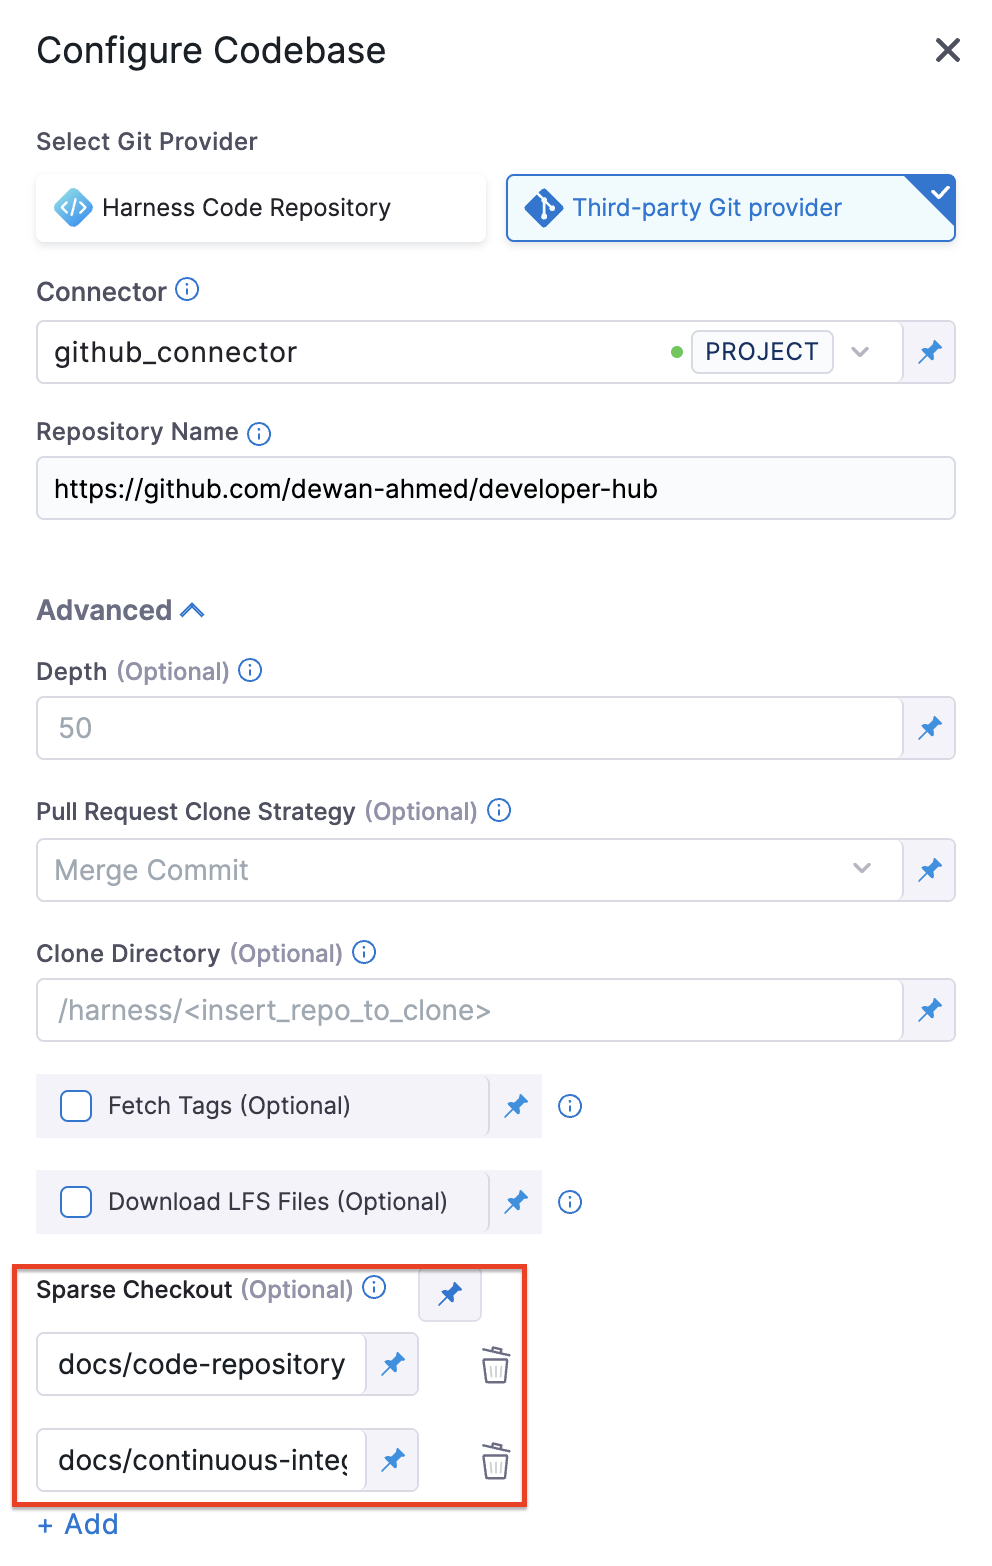 Configure Codebase
Select Git Provider
Harness Code Repository
Third-party Git provider
Connector
github_connector PROJECT
Repository Name
https://github.com/dewan-ahmed/developer-hub
Advanced
Depth (Optional)
50
Pull Request Clone Strategy (Optional)
Merge Commit
Clone Directory (Optional)
/harness/<insert_repo_to_clone>
Fetch Tags (Optional)
Download LFS Files (Optional)
Sparse Checkout (Optional)
docs/code-repository
docs/continuous-integ
+ Add